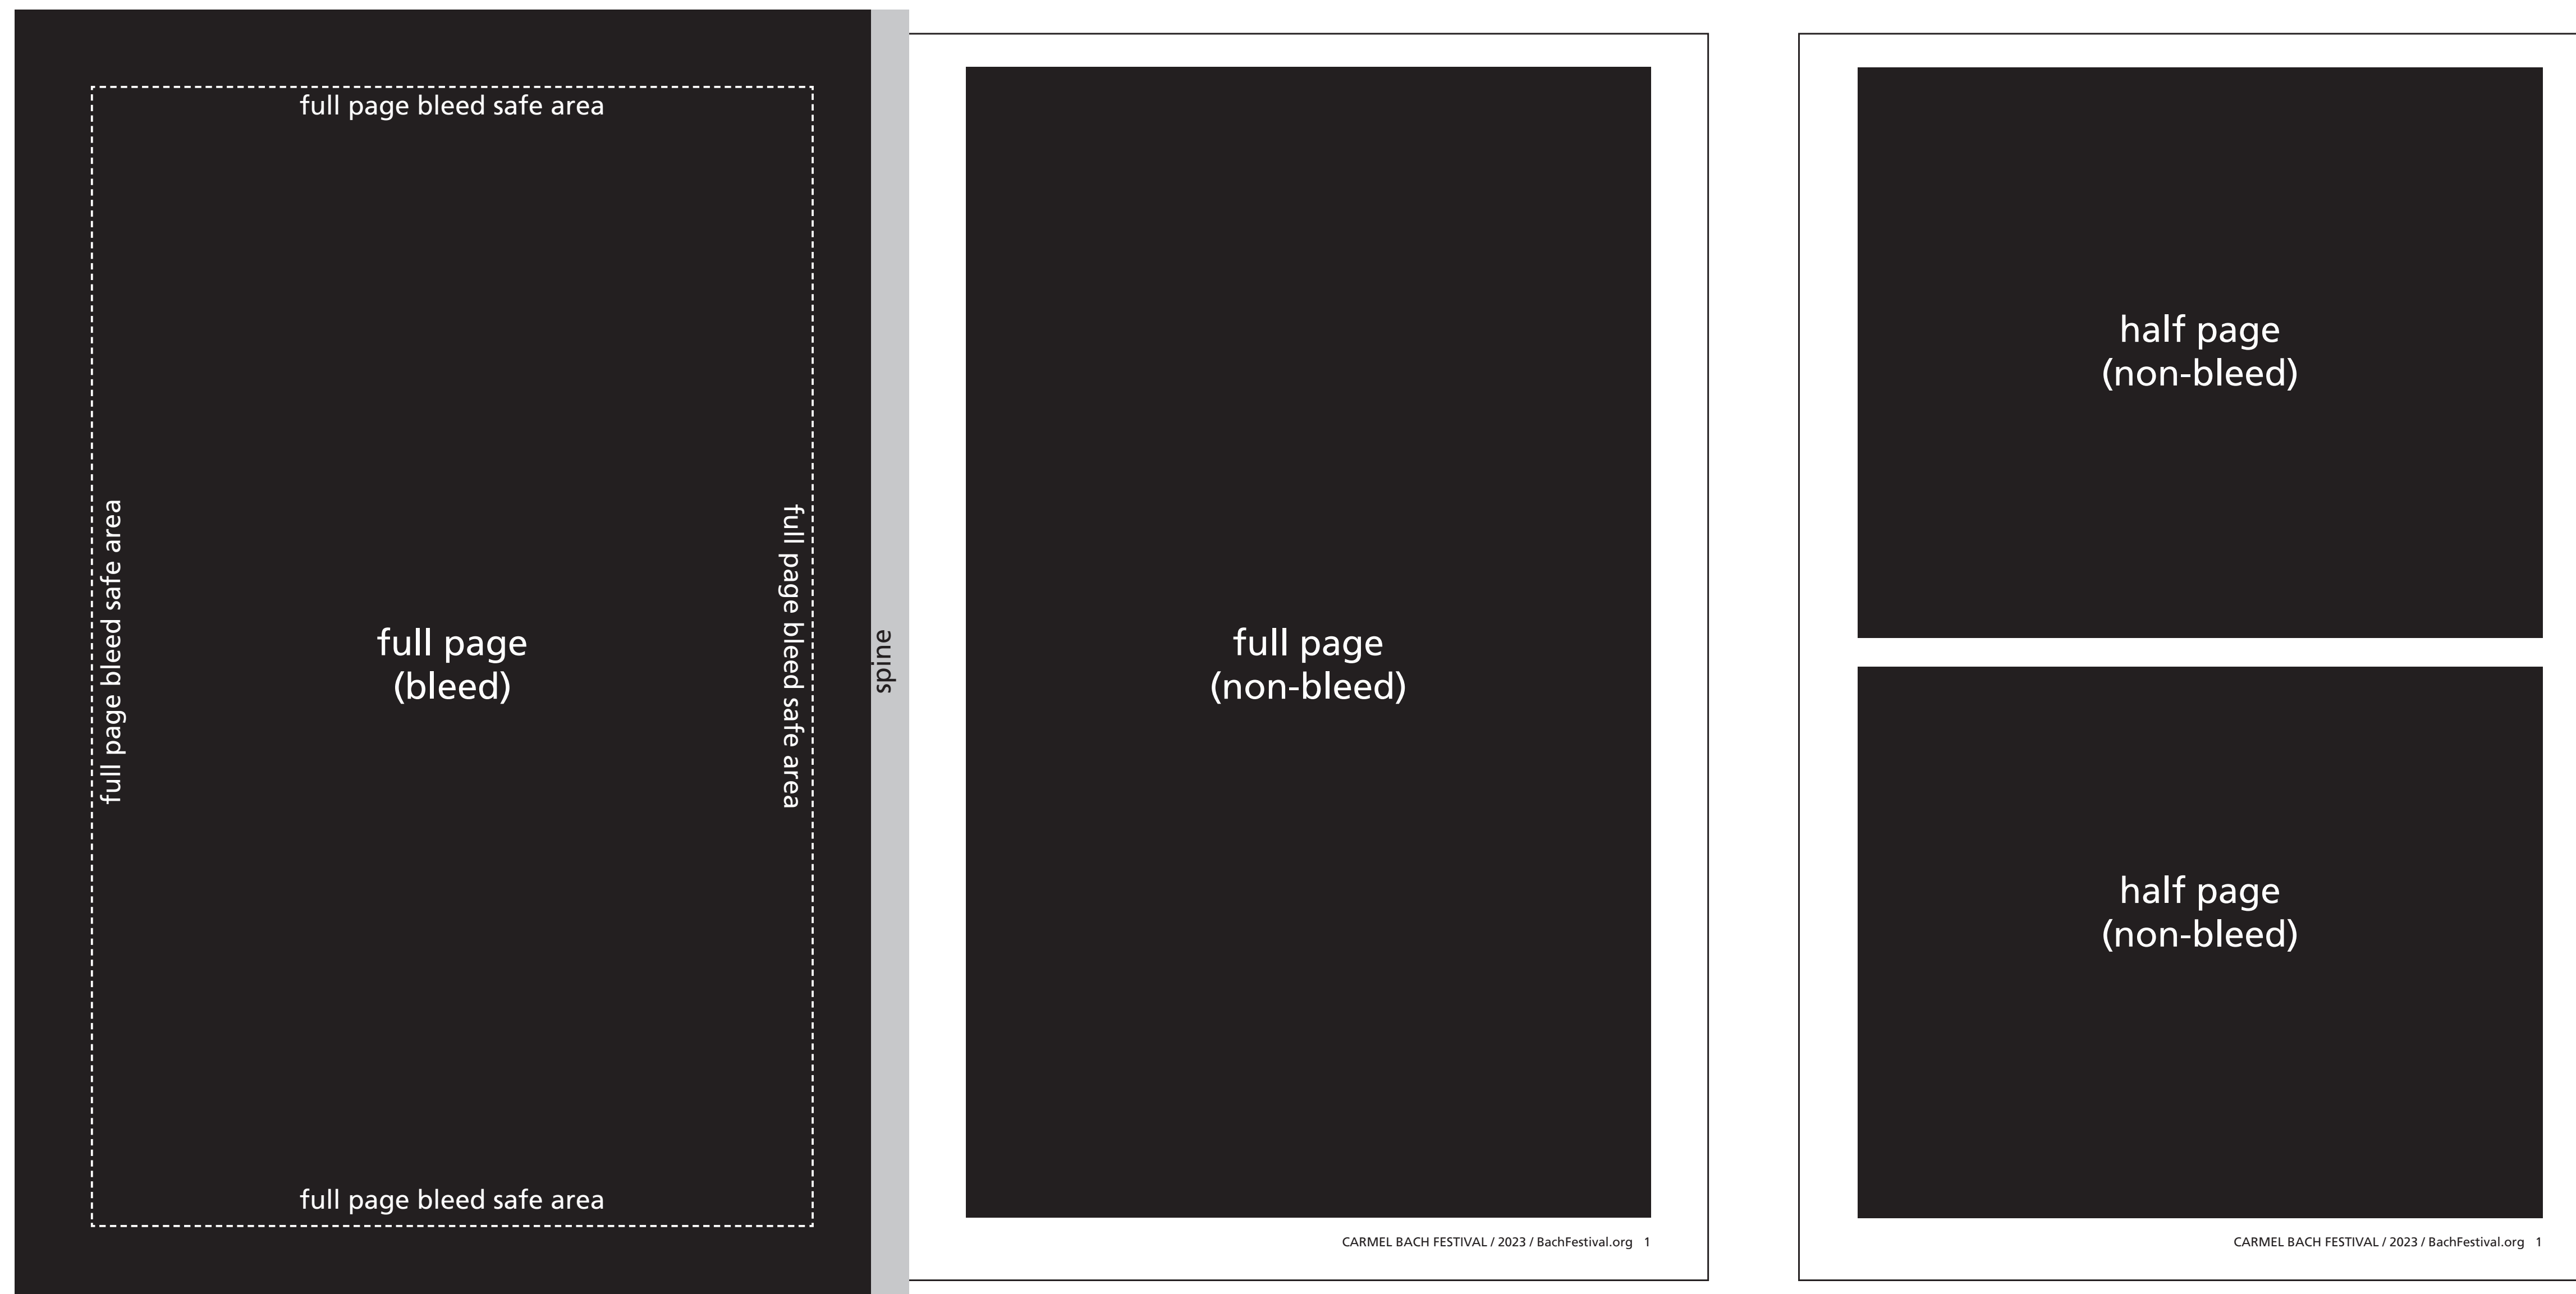 full page bleed safe area
full page bleed safe area
full page
(bleed)
full page bleed safe area
full page bleed safe area
spine
full page
(non-bleed)
CARMEL BACH FESTIVAL / 2023 / BachFestival.org 1
half page
(non-bleed)
half page
(non-bleed)
CARMEL BACH FESTIVAL / 2023 / BachFestival.org 1